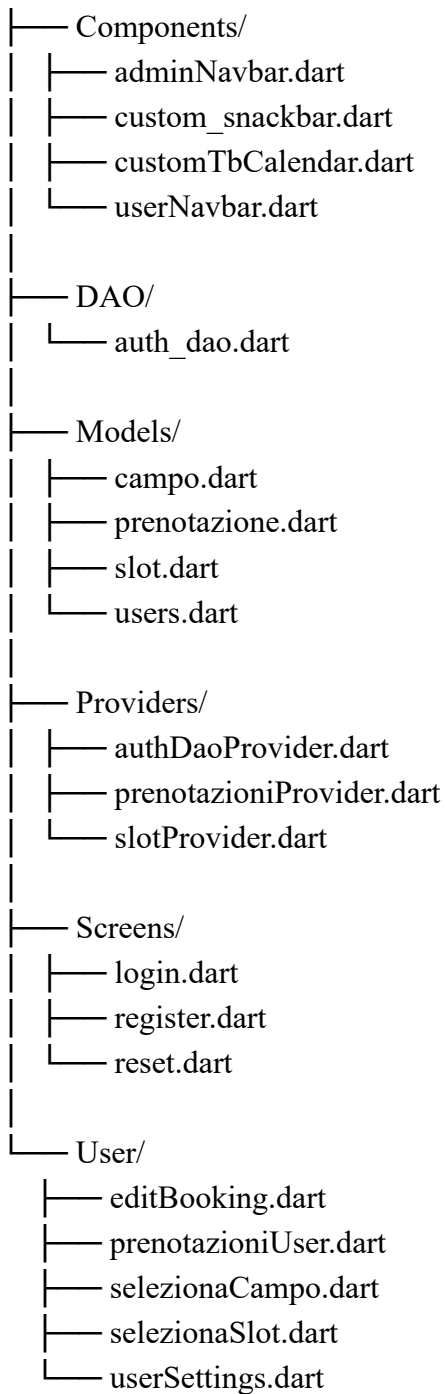 ├── Components/
│   ├── adminNavbar.dart
│   ├── custom_snackbar.dart
│   ├── customTbCalendar.dart
│   └── userNavbar.dart
│
├── DAO/
│   └── auth_dao.dart
│
├── Models/
│   ├── campo.dart
│   ├── prenotazione.dart
│   ├── slot.dart
│   └── users.dart
│
├── Providers/
│   ├── authDaoProvider.dart
│   ├── prenotazioniProvider.dart
│   └── slotProvider.dart
│
├── Screens/
│   ├── login.dart
│   ├── register.dart
│   └── reset.dart
│
└── User/
    ├── editBooking.dart
    ├── prenotazioniUser.dart
    ├── selezionaCampo.dart
    ├── selezionaSlot.dart
    └── userSettings.dart